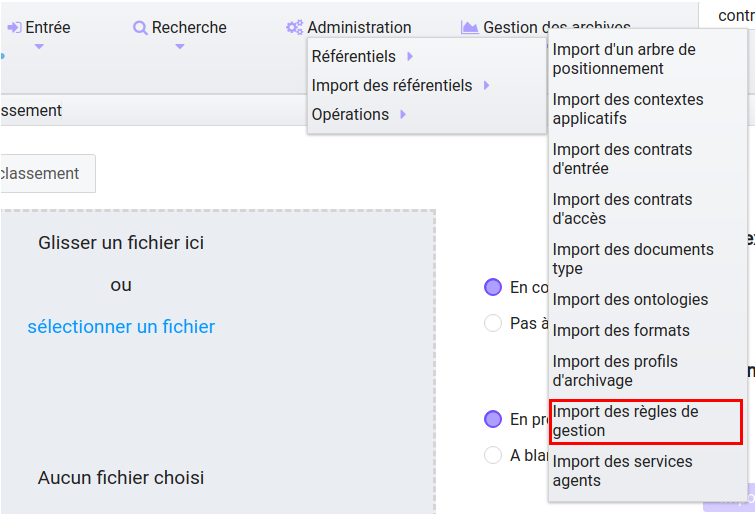 Entrée
Recherche
Administration
Gestion des archives
contr
Référentiels
Import des référentiels
Opérations
Import d'un arbre de
positionnement
Import des contextes
applicatifs
Import des contrats
d'entrée
Import des contrats
d'accès
Import des documents
type
Import des ontologies
Import des formats
Import des profils
d'archivage
Import des règles de
gestion
Import des services
agents
ssement
classement
Glisser un fichier ici
ou
sélectionner un fichier
Aucun fichier choisi
En co
Pas à
En pr
A bla